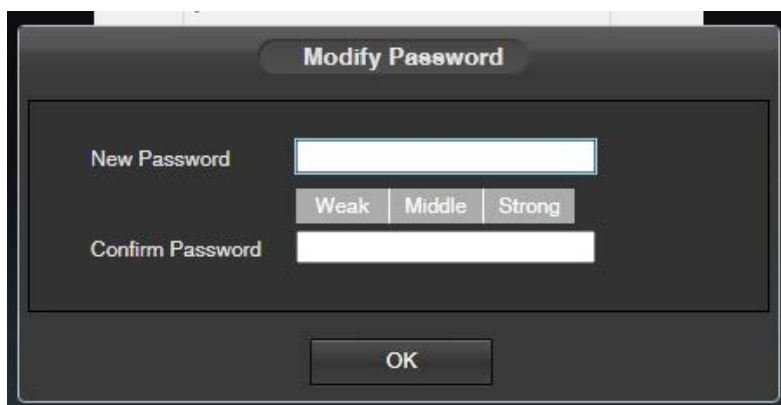 Modify Password
New Password
Weak Middle Strong
Confirm Password
OK